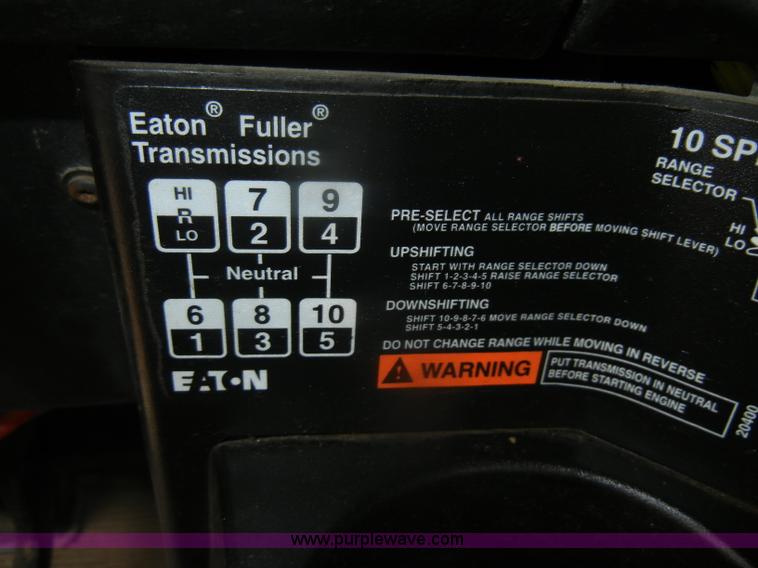 Eaton® Fuller®
Transmissions
HI
R
LO
7
2
9
4
Neutral
6
1
8
3
10
5
EATON
PRE-SELECT ALL RANGE SHIFTS
(MOVE RANGE SELECTOR BEFORE MOVING SHIFT LEVER)
UPSHIFTING
START WITH RANGE SELECTOR DOWN
SHIFT 1-2-3-4-5 RAISE RANGE SELECTOR
SHIFT 6-7-8-9-10
DOWNSHIFTING
SHIFT 10-9-8-7-6 MOVE RANGE SELECTOR DOWN
SHIFT 5-4-3-2-1
DO NOT CHANGE RANGE WHILE MOVING IN REVERSE
WARNING
PUT TRANSMISSION IN NEUTRAL
BEFORE STARTING ENGINE
10 SP
RANGE
SELECTOR
HI
LO
20400
www.purplewave.com